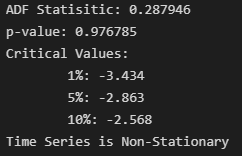 ADF Statisitic: 0.287946
p-value: 0.976785
Critical Values:
1%: -3.434
5%: -2.863
10%: -2.568
Time Series is Non-Stationary